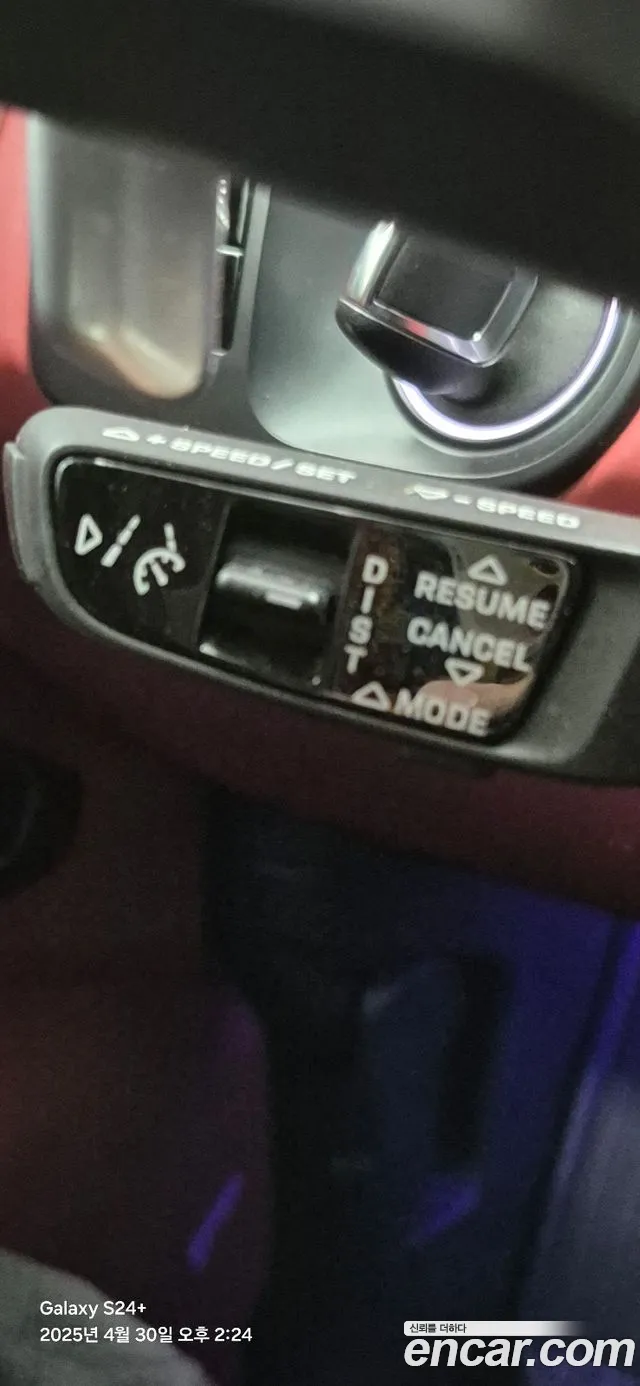 +SPEED/SET
-SPEED
DIST
RESUME
CANCEL
MODE
Galaxy S24+
2025년 4월 30일 오후 2:24
신뢰를 더하다
encar.com